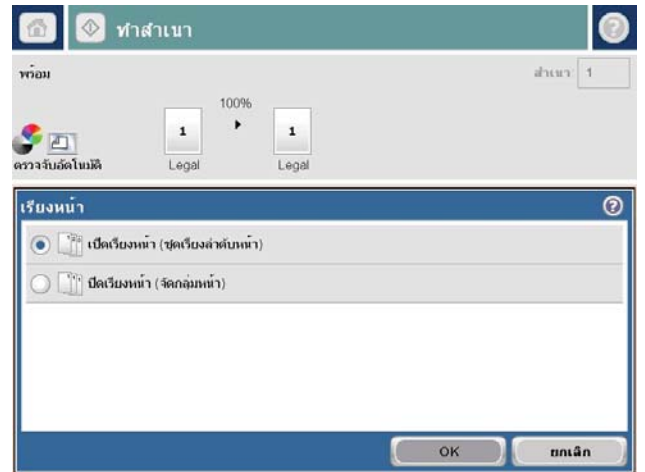 ทำสำเนา
พร้อม
สำเนา: 1
100%
1 1
ตรวจจับอัตโนมัติ Legal Legal
เรียงหน้า
เปิดเรียงหน้า (ชุดเรียงลำดับหน้า)
ปิดเรียงหน้า (จัดกลุ่มหน้า)
OK ยกเลิก